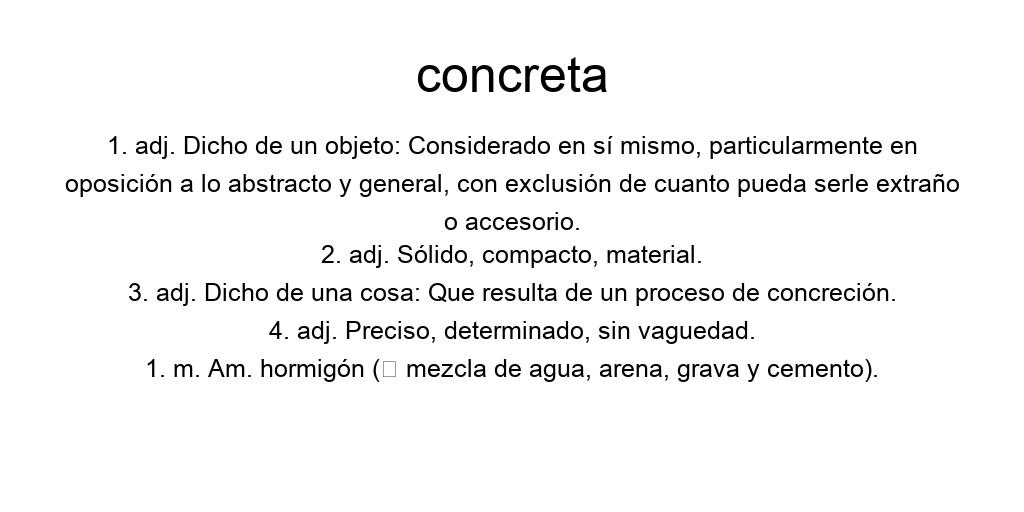 concreta
1. adj. Dicho de un objeto: Considerado en sí mismo, particularmente en
oposición a lo abstracto y general, con exclusión de cuanto pueda serle extraño
o accesorio.
2. adj. Sólido, compacto, material.
3. adj. Dicho de una cosa: Que resulta de un proceso de concreción.
4. adj. Preciso, determinado, sin vaguedad.
1. m. Am. hormigón (▯ mezcla de agua, arena, grava y cemento).